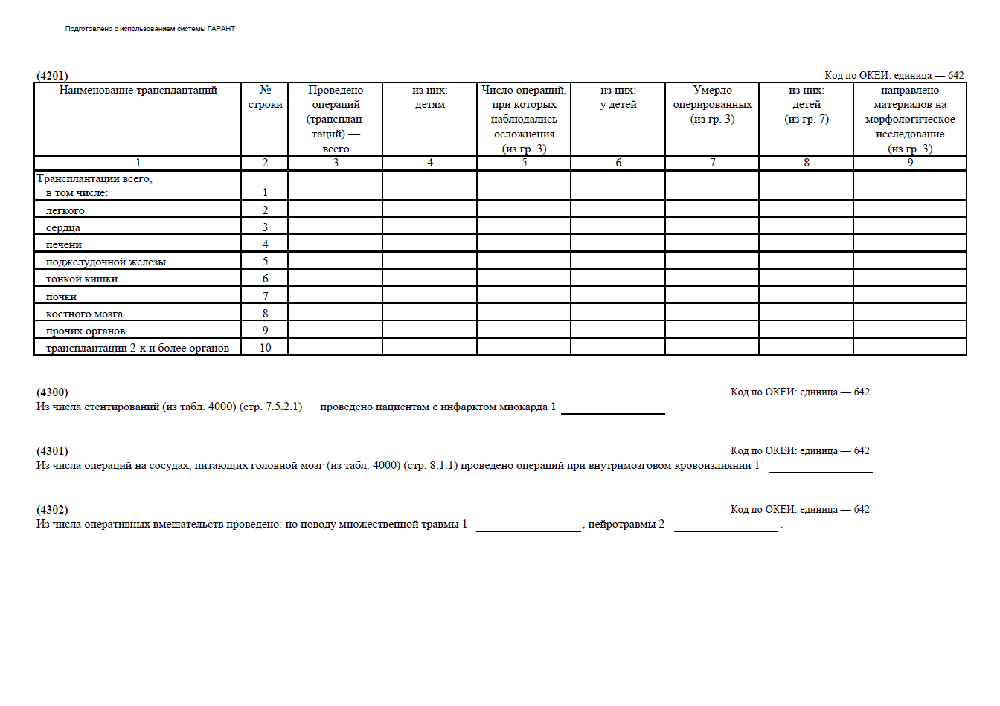 Подготовлено с использованием системы ГАРАНТ
(4201) Код по ОКЕИ: единица — 642
Наименование трансплантаций
№
строки
Проведено
операций
(трансплан-
таций) —
всего
из них:
детям
Число операций,
при которых
наблюдались
осложнения
(из гр. 3)
из них:
у детей
Умерло
оперированных
(из гр. 3)
из них:
детей
(из гр. 7)
направлено
материалов на
морфологическое
исследование
(из гр. 3)
1 2 3 4 5 6 7 8 9
Трансплантации всего,
в том числе: 1
легкого 2
сердца 3
печени 4
поджелудочной железы 5
тонкой кишки 6
почки 7
костного мозга 8
прочих органов 9
трансплантации 2-х и более органов 10
(4300) Код по ОКЕИ: единица — 642
Из числа стентирований (из табл. 4000) (стр. 7.5.2.1) — проведено пациентам с инфарктом миокарда 1
(4301) Код по ОКЕИ: единица — 642
Из числа операций на сосудах, питающих головной мозг (из табл. 4000) (стр. 8.1.1) проведено операций при внутримозговом кровоизлиянии 1
(4302) Код по ОКЕИ: единица — 642
Из числа оперативных вмешательств проведено: по поводу множественной травмы 1 , нейротравмы 2 .